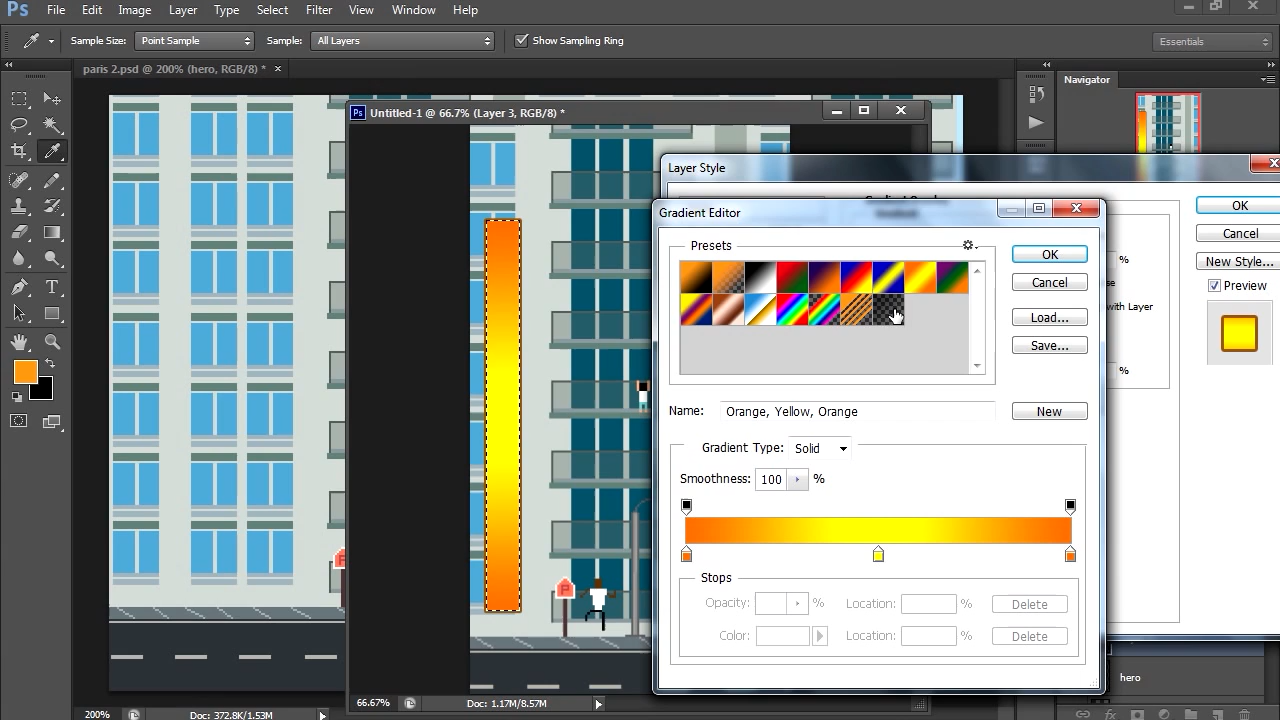 Ps File Edit Image Layer Type Select Filter View Window Help
Sample Size: Point Sample Sample: All Layers Show Sampling Ring Essentials
paris 2.psd @ 200% (hero, RGB/8) * ×
Navigator
Ps Untitled-1 @ 66.7% (Layer 3, RGB/8) *
Layer Style
OK
Cancel
New Style...
Preview
%
with Layer
%
Gradient Editor
Presets
OK
Cancel
Load...
Save...
Name: Orange, Yellow, Orange New
Gradient Type: Solid
Smoothness: 100 %
Stops
Opacity: % Location: % Delete
Color: Location: % Delete
T
P
P
hero
66.67% Doc: 1.17M/8.57M
200% Doc: 372.8K/1.53M
fx